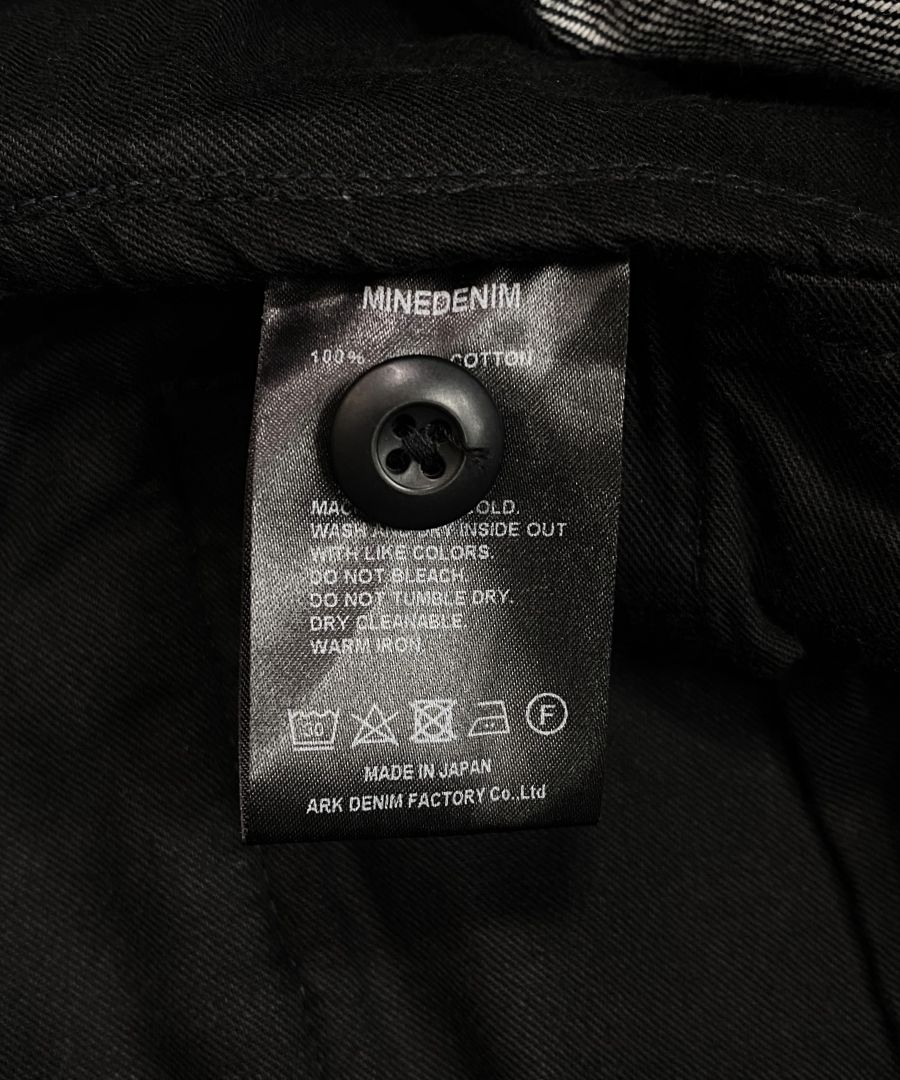 MINEDENIM
100% COTTON
OLD.
WASH AND DRY INSIDE OUT
WITH LIKE COLORS.
DO NOT BLEACH.
DO NOT TUMBLE DRY.
DRY CLEANABLE.
WARM IRON.
30 F
MADE IN JAPAN
ARK DENIM FACTORY Co.,Ltd